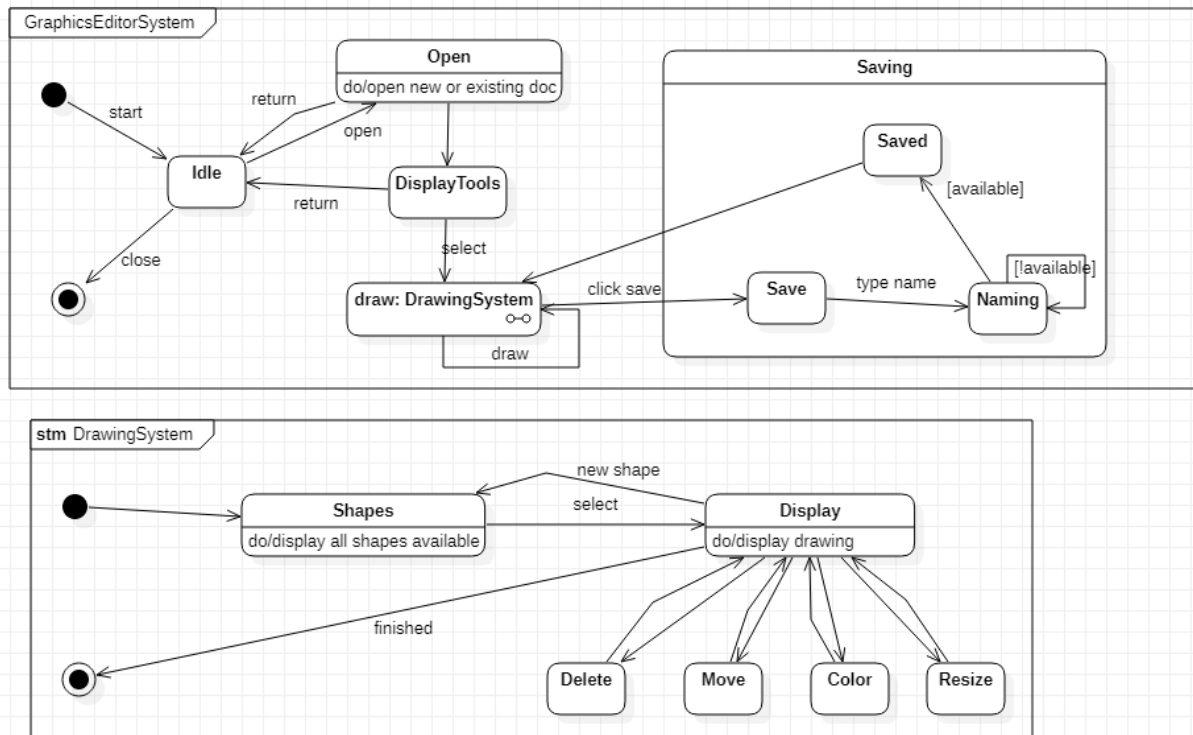 GraphicsEditorSystem
Open
do/open new or existing doc
Saving
return
start
open
Saved
Idle
DisplayTools
[available]
return
select
close
[!available]
draw: DrawingSystem
click save
Save
type name
Naming
draw
stm DrawingSystem
new shape
Shapes
select
Display
do/display all shapes available
do/display drawing
finished
Delete
Move
Color
Resize